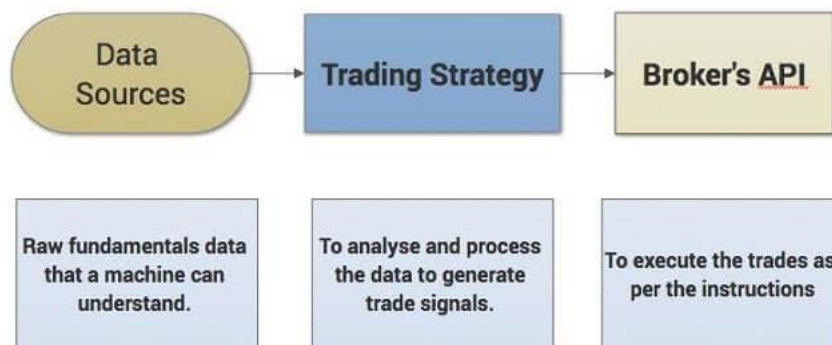 Data
Sources
Trading Strategy
Broker's API
Raw fundamentals data
that a machine can
understand.
To analyse and process
the data to generate
trade signals.
To execute the trades as
per the instructions